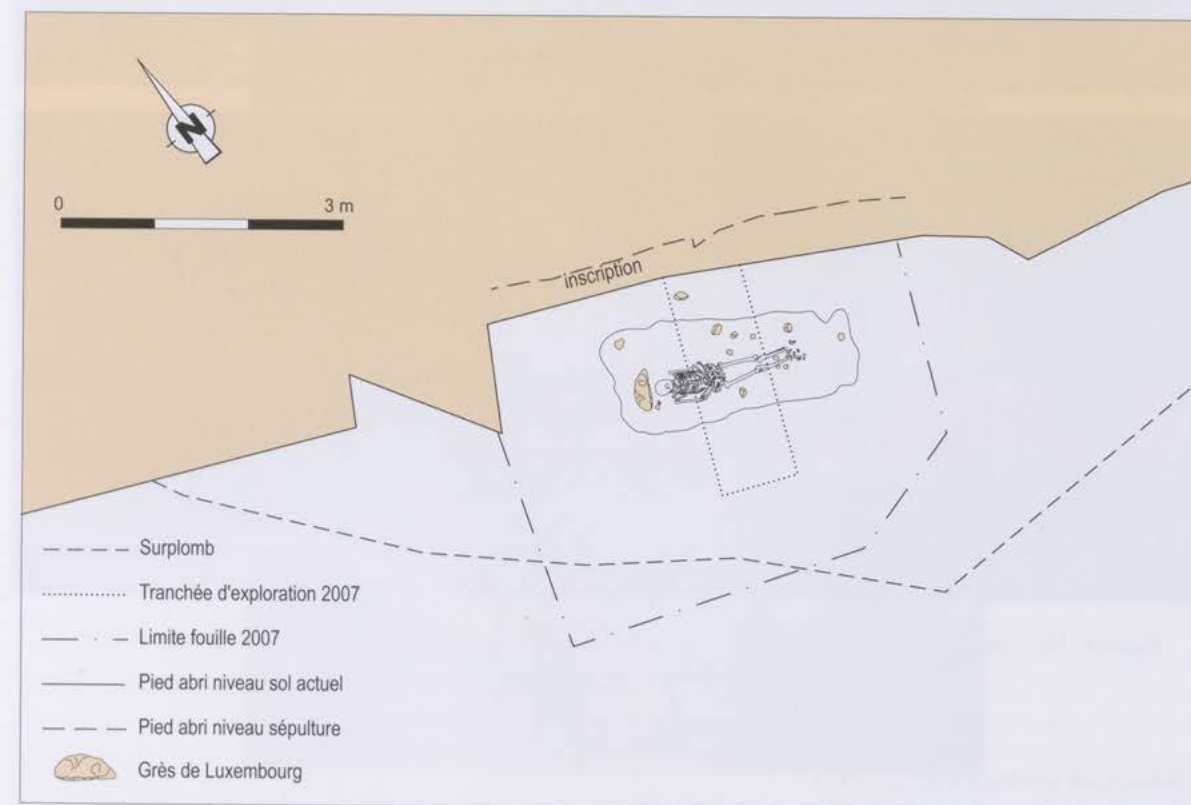 N
0 3 m
inscription
Surplomb
Tranchée d'exploration 2007
Limite fouille 2007
Pied abri niveau sol actuel
Pied abri niveau sépulture
Grès de Luxembourg